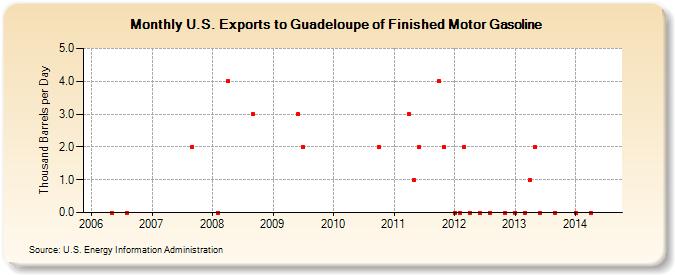 Monthly U.S. Exports to Guadeloupe of Finished Motor Gasoline
Thousand Barrels per Day
5.0
4.0
3.0
2.0
1.0
0.0
2006 2007 2008 2009 2010 2011 2012 2013 2014
Source: U.S. Energy Information Administration